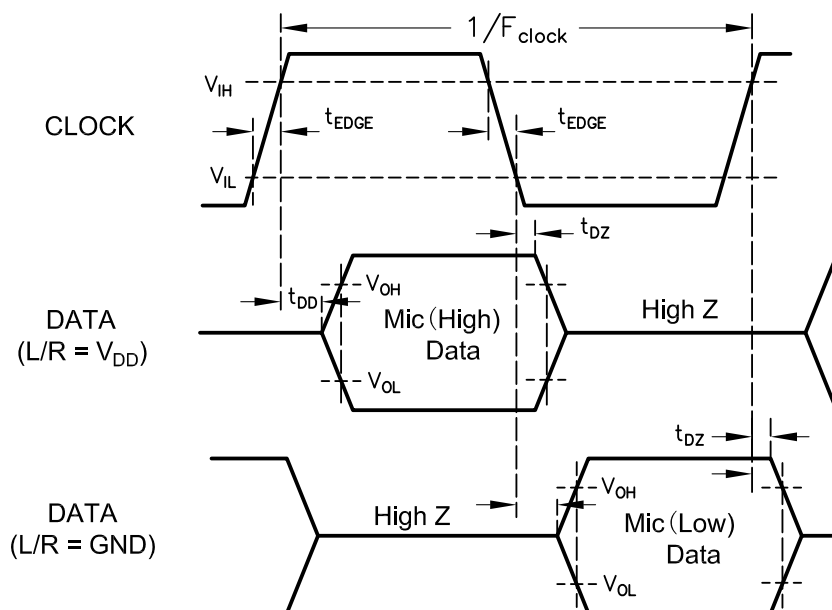 1/F_clock
V_IH
CLOCK
t_EDGE
t_EDGE
V_IL
t_DZ
V_OH
t_DD
DATA
(L/R = V_DD)
Mic (High)
Data
High Z
V_OL
t_DZ
V_OH
DATA
(L/R = GND)
High Z
Mic (Low)
Data
V_OL